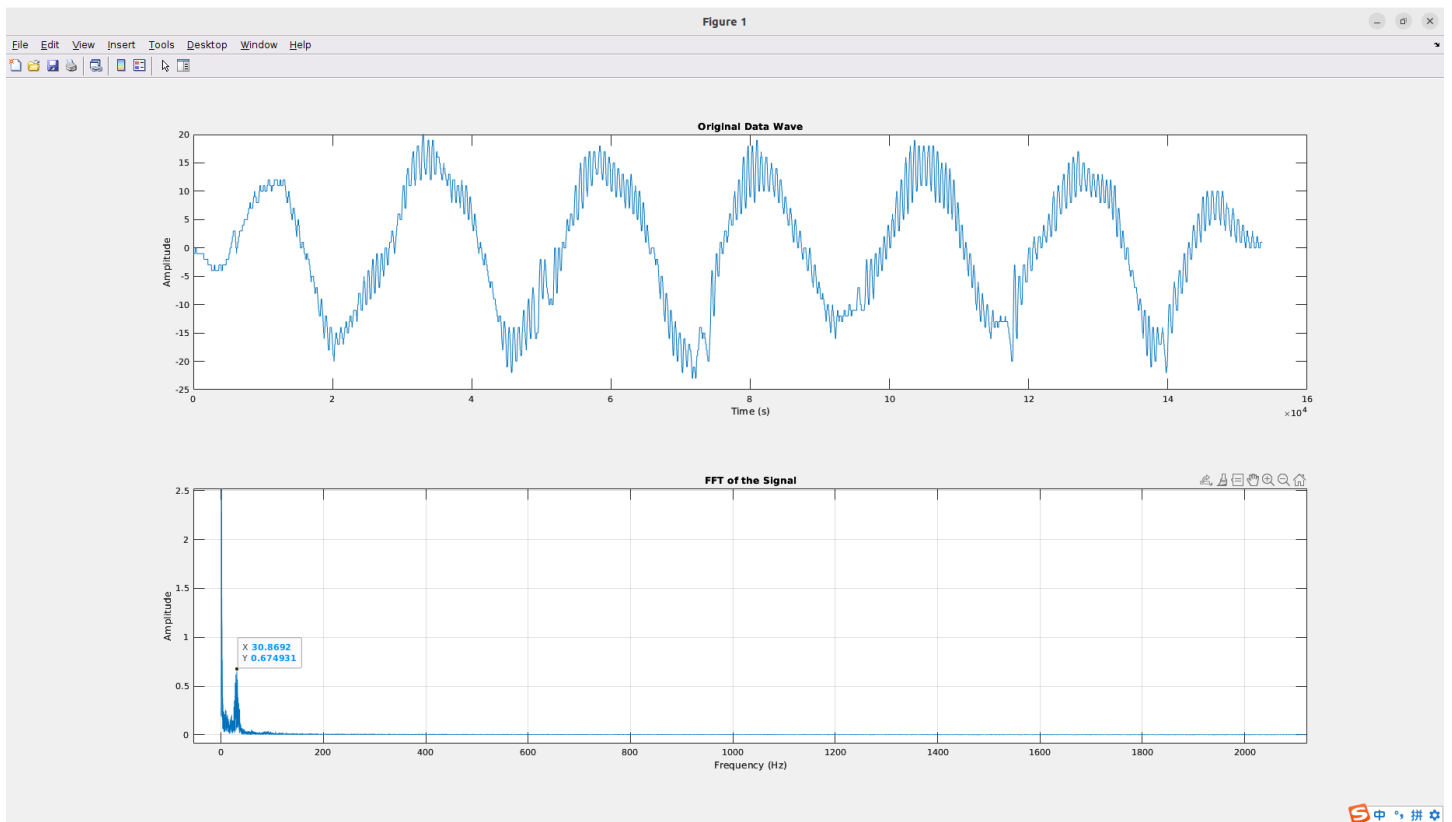 Figure 1
File Edit View Insert Tools Desktop Window Help
Original Data Wave
20
15
10
5
0
-5
-10
-15
-20
-25
Amplitude
0 2 4 6 8 10 12 14 16
Time (s)
×10⁴
FFT of the Signal
2.5
2
1.5
1
0.5
0
Amplitude
X 30.8692
Y 0.674931
0 200 400 600 800 1000 1200 1400 1600 1800 2000
Frequency (Hz)
S 中 °, 拼